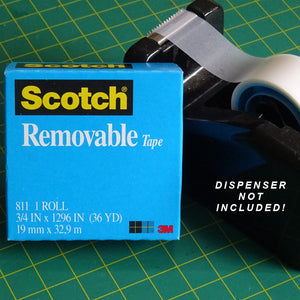 Scotch®
Removable Tape
811 1 ROLL
3/4 IN x 1296 IN (36 YD)
19 mm x 32,9 m
3M
DISPENSER
NOT
INCLUDED!